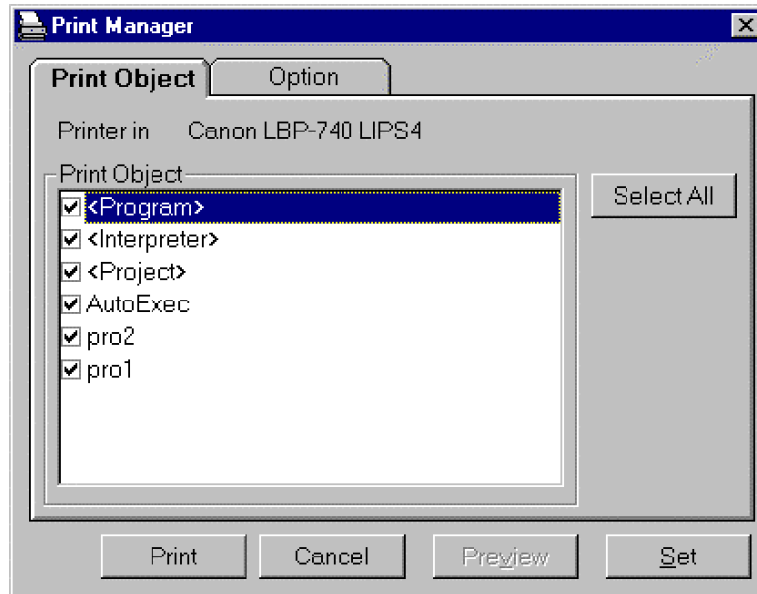 Print Manager
Print Object Option
Printer in Canon LBP-740 LIPS4
Print Object
Select All
<Program>
<Interpreter>
<Project>
AutoExec
pro2
pro1
Print Cancel Preview Set